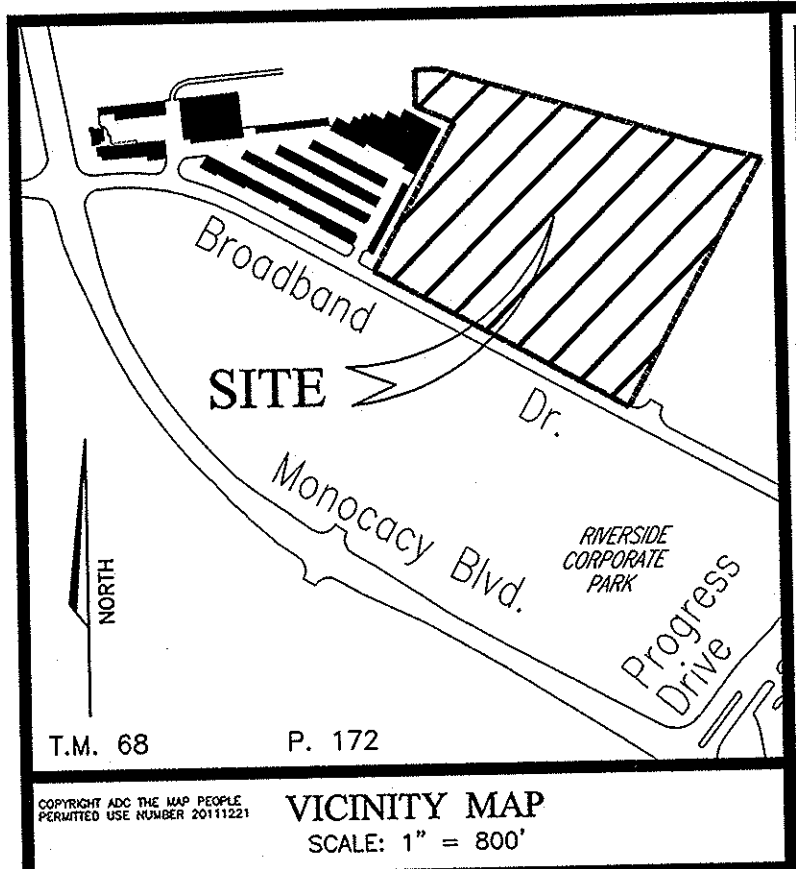 Broadband
Dr.
SITE
Monocacy Blvd.
RIVERSIDE
CORPORATE
PARK
Progress
Drive
NORTH
T.M. 68
P. 172
COPYRIGHT ADC THE MAP PEOPLE
PERMITTED USE NUMBER 20111221
VICINITY MAP
SCALE: 1" = 800'